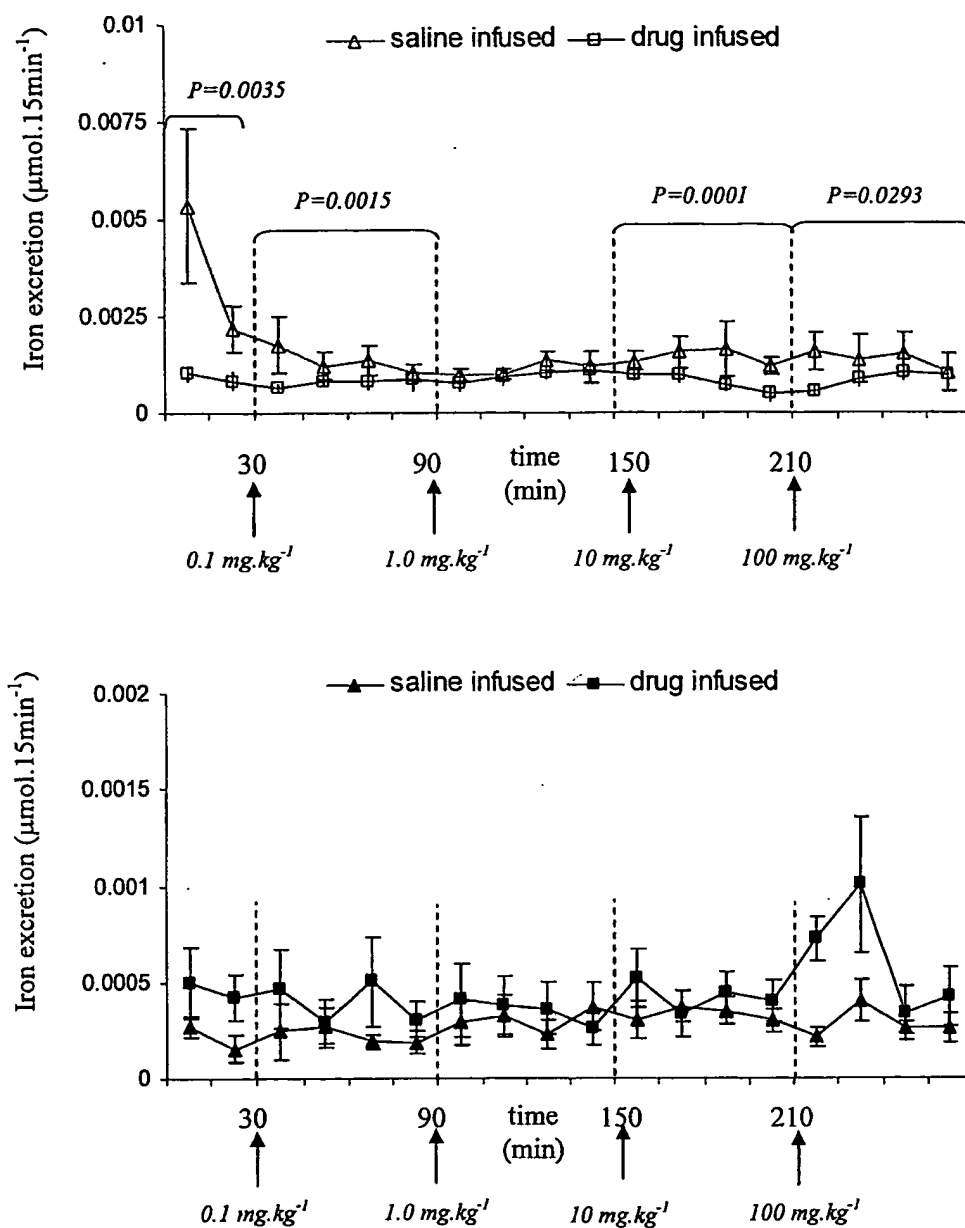 Iron excretion (µmol.15min⁻¹)
0.01
0.0075
0.005
0.0025
0
saline infused drug infused
P=0.0035
P=0.0015
P=0.0001
P=0.0293
30 90 time (min) 150 210
0.1 mg.kg⁻¹ 1.0 mg.kg⁻¹ 10 mg.kg⁻¹ 100 mg.kg⁻¹
Iron excretion (µmol.15min⁻¹)
0.002
0.0015
0.001
0.0005
0
saline infused drug infused
30 90 time (min) 150 210
0.1 mg.kg⁻¹ 1.0 mg.kg⁻¹ 10 mg.kg⁻¹ 100 mg.kg⁻¹